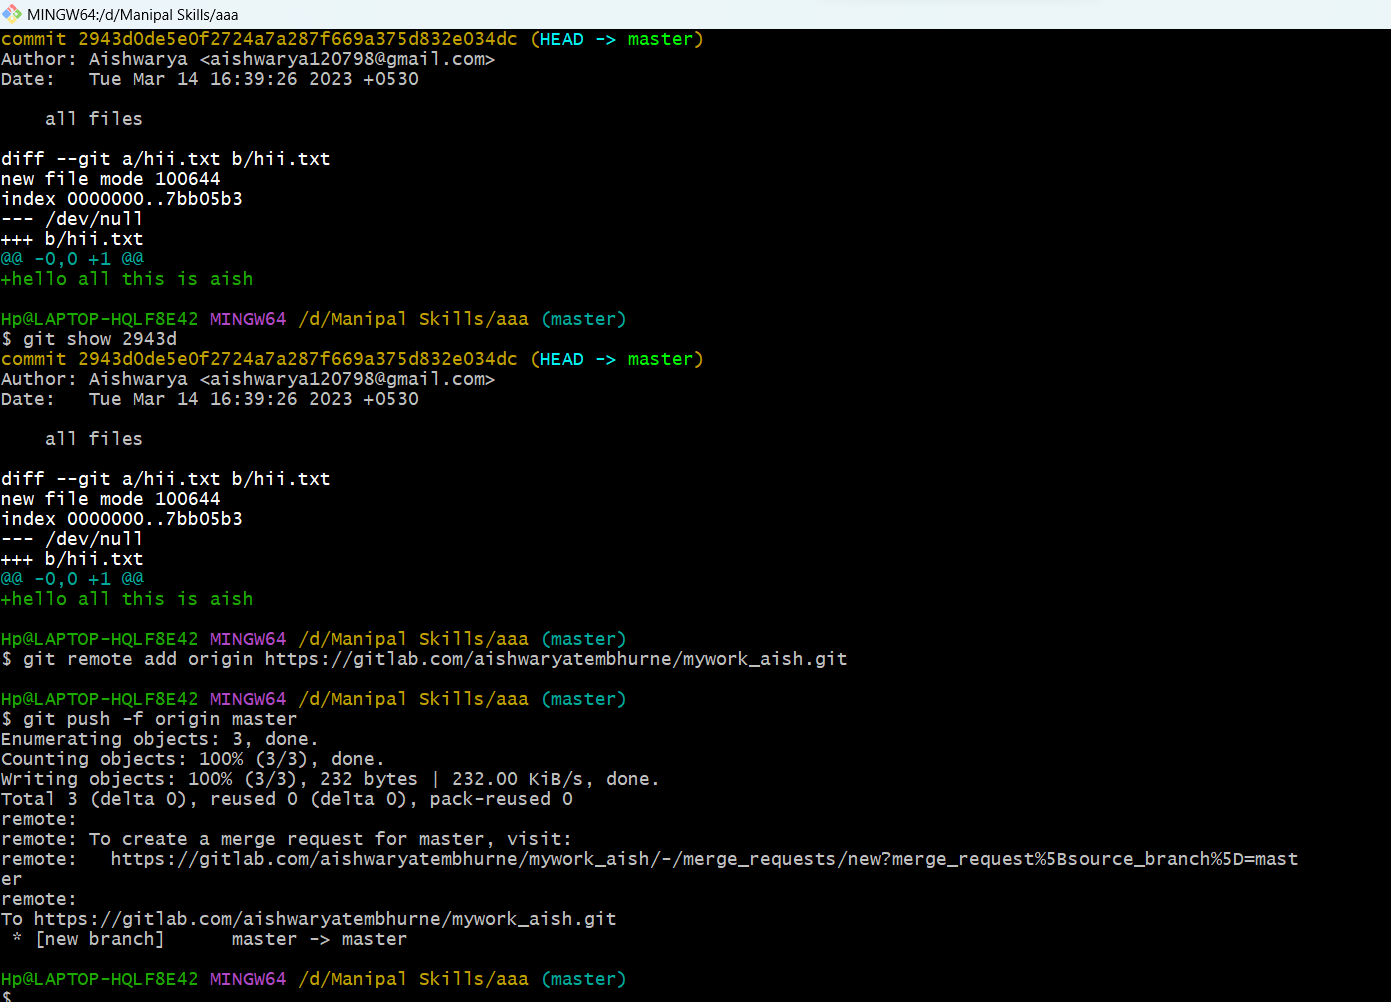 MINGW64:/d/Manipal Skills/aaa
commit 2943d0de5e0f2724a7a287f669a375d832e034dc (HEAD -> master)
Author: Aishwarya <aishwarya120798@gmail.com>
Date:   Tue Mar 14 16:39:26 2023 +0530
    all files
diff --git a/hii.txt b/hii.txt
new file mode 100644
index 0000000..7bb05b3
--- /dev/null
+++ b/hii.txt
@@ -0,0 +1 @@
+hello all this is aish
Hp@LAPTOP-HQLF8E42 MINGW64 /d/Manipal Skills/aaa (master)
$ git show 2943d
commit 2943d0de5e0f2724a7a287f669a375d832e034dc (HEAD -> master)
Author: Aishwarya <aishwarya120798@gmail.com>
Date:   Tue Mar 14 16:39:26 2023 +0530
    all files
diff --git a/hii.txt b/hii.txt
new file mode 100644
index 0000000..7bb05b3
--- /dev/null
+++ b/hii.txt
@@ -0,0 +1 @@
+hello all this is aish
Hp@LAPTOP-HQLF8E42 MINGW64 /d/Manipal Skills/aaa (master)
$ git remote add origin https://gitlab.com/aishwaryatembhurne/mywork_aish.git
Hp@LAPTOP-HQLF8E42 MINGW64 /d/Manipal Skills/aaa (master)
$ git push -f origin master
Enumerating objects: 3, done.
Counting objects: 100% (3/3), done.
Writing objects: 100% (3/3), 232 bytes | 232.00 KiB/s, done.
Total 3 (delta 0), reused 0 (delta 0), pack-reused 0
remote:
remote: To create a merge request for master, visit:
remote:   https://gitlab.com/aishwaryatembhurne/mywork_aish/-/merge_requests/new?merge_request%5Bsource_branch%5D=mast
er
remote:
To https://gitlab.com/aishwaryatembhurne/mywork_aish.git
 * [new branch]      master -> master
Hp@LAPTOP-HQLF8E42 MINGW64 /d/Manipal Skills/aaa (master)
$